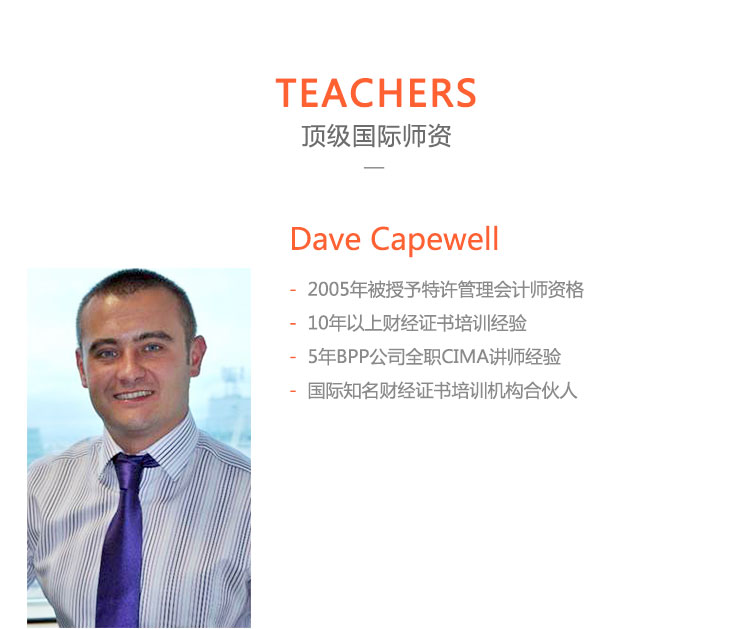 TEACHERS
顶级国际师资
Dave Capewell
- 2005年被授予特许管理会计师资格
- 10年以上财经证书培训经验
- 5年BPP公司全职CIMA讲师经验
- 国际知名财经证书培训机构合伙人